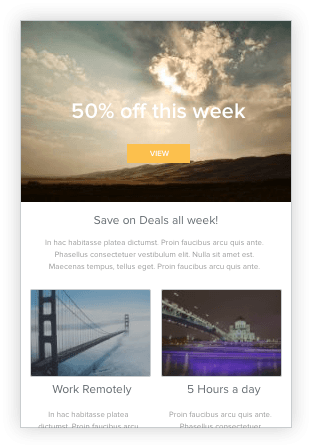 50% off this week
VIEW
Save on Deals all week!
In hac habitasse platea dictumst. Proin faucibus arcu quis ante.
Phasellus consectetuer vestibulum elit. Nulla sit amet est.
Maecenas tempus, tellus eget. Proin faucibus arcu quis ante.
Work Remotely
5 Hours a day
In hac habitasse platea
dictumst. Proin faucibus arcu
Proin faucibus arcu quis ante.
Phasellus consectetuer